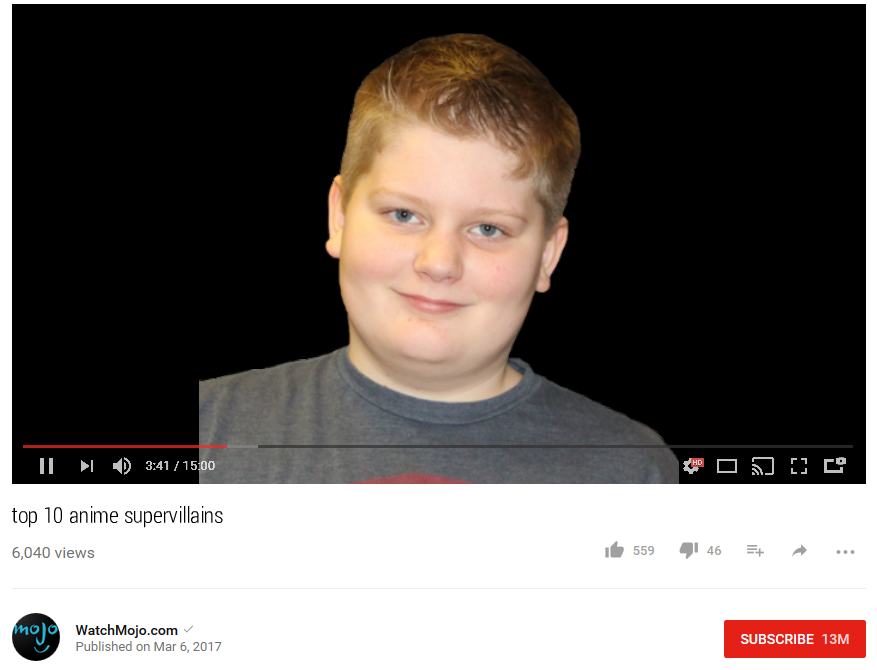 HD
3:41 / 15:00
top 10 anime supervillains
6,040 views
559
46
mojo
WatchMojo.com
Published on Mar 6, 2017
SUBSCRIBE 13M